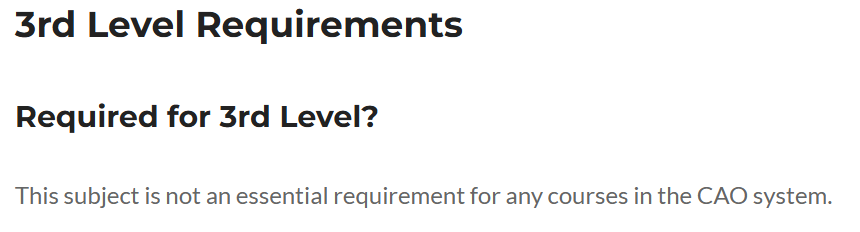 3rd Level Requirements
Required for 3rd Level?
This subject is not an essential requirement for any courses in the CAO system.